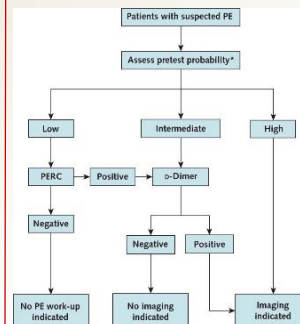 Patients with suspected PE
Assess pretest probability*
Low
Intermediate
High
PERC
Positive
D-Dimer
Negative
Negative
Positive
No PE work-up
indicated
No imaging
indicated
Imaging
indicated